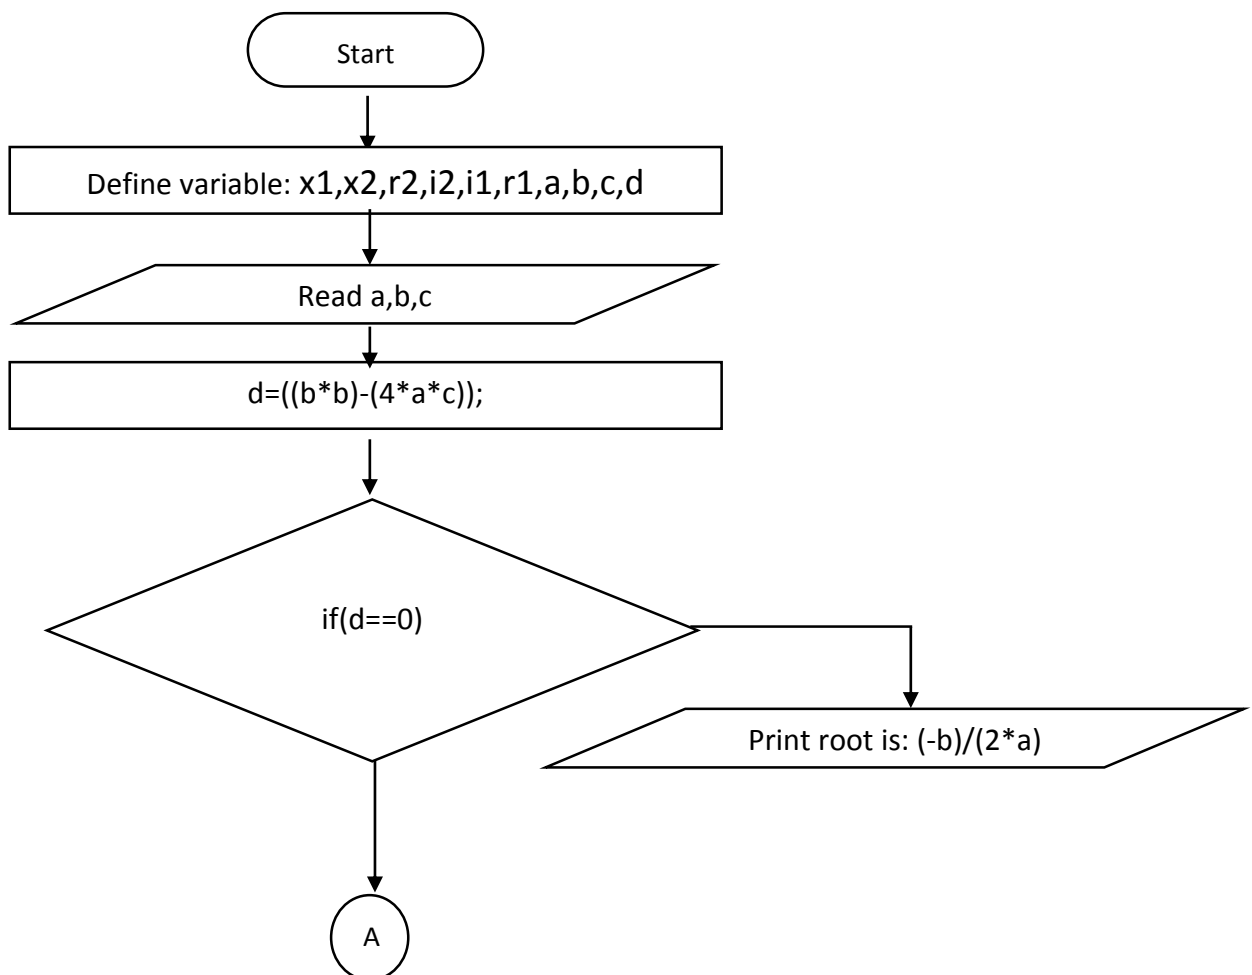 Start
Define variable: x1,x2,r2,i2,i1,r1,a,b,c,d
Read a,b,c
d=((b*b)-(4*a*c));
if(d==0)
Print root is: (-b)/(2*a)
A